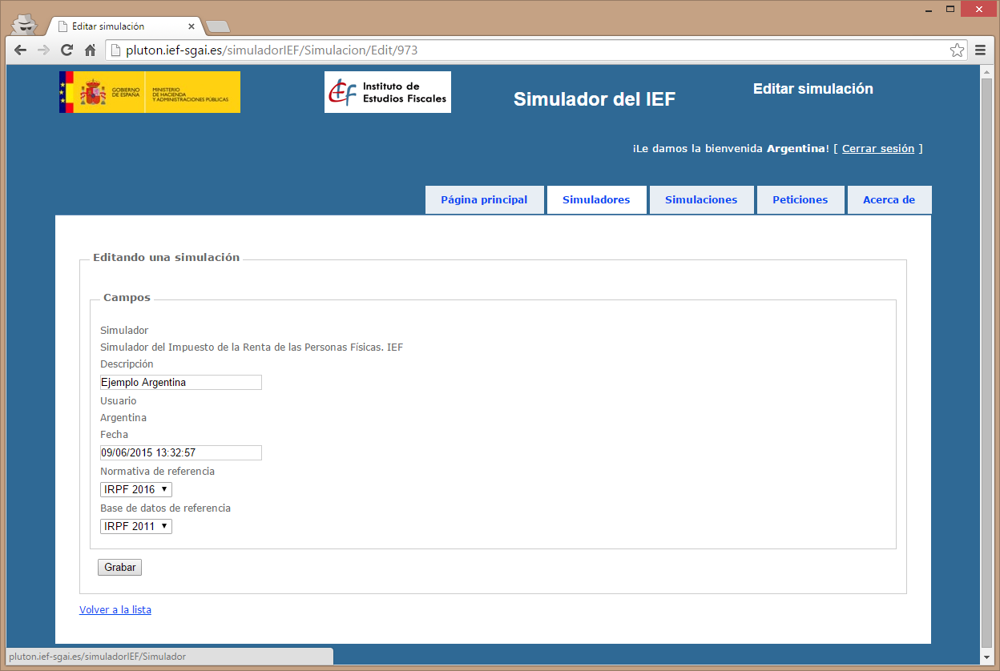 Editar simulación
pluton.ief-sgai.es/simuladorIEF/Simulacion/Edit/973
GOBIERNO
DE ESPAÑA
MINISTERIO
DE HACIENDA
Y ADMINISTRACIONES PÚBLICAS
Instituto de
Estudios Fiscales
Simulador del IEF
Editar simulación
¡Le damos la bienvenida Argentina! [ Cerrar sesión ]
Página principal
Simuladores
Simulaciones
Peticiones
Acerca de
Editando una simulación
Campos
Simulador
Simulador del Impuesto de la Renta de las Personas Físicas. IEF
Descripción
Ejemplo Argentina
Usuario
Argentina
Fecha
09/06/2015 13:32:57
Normativa de referencia
IRPF 2016
Base de datos de referencia
IRPF 2011
Grabar
Volver a la lista
pluton.ief-sgai.es/simuladorIEF/Simulador